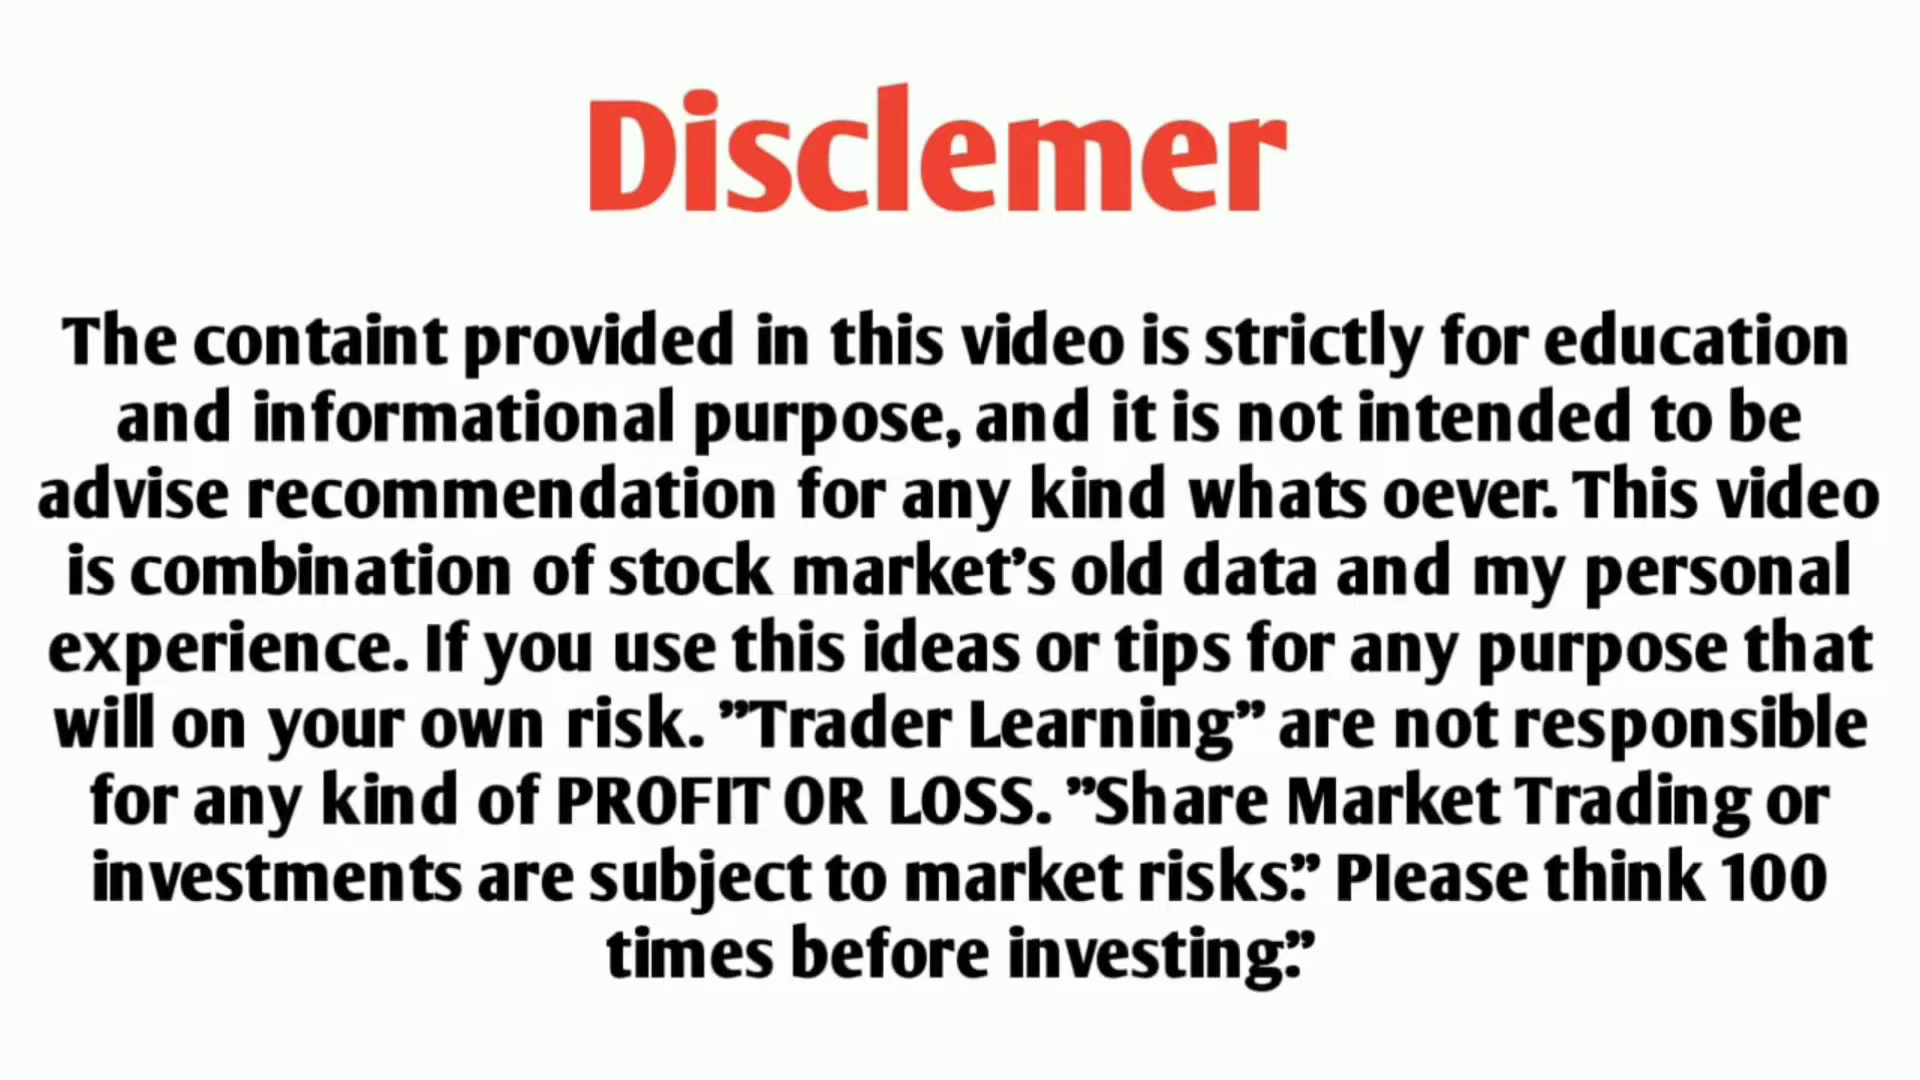 Disclemer
The containt provided in this video is strictly for education
and informational purpose, and it is not intended to be
advise recommendation for any kind whats oever. This video
is combination of stock market's old data and my personal
experience. If you use this ideas or tips for any purpose that
will on your own risk. ”Trader Learning” are not responsible
for any kind of PROFIT OR LOSS. ”Share Market Trading or
investments are subject to market risks.” Please think 100
times before investing.”